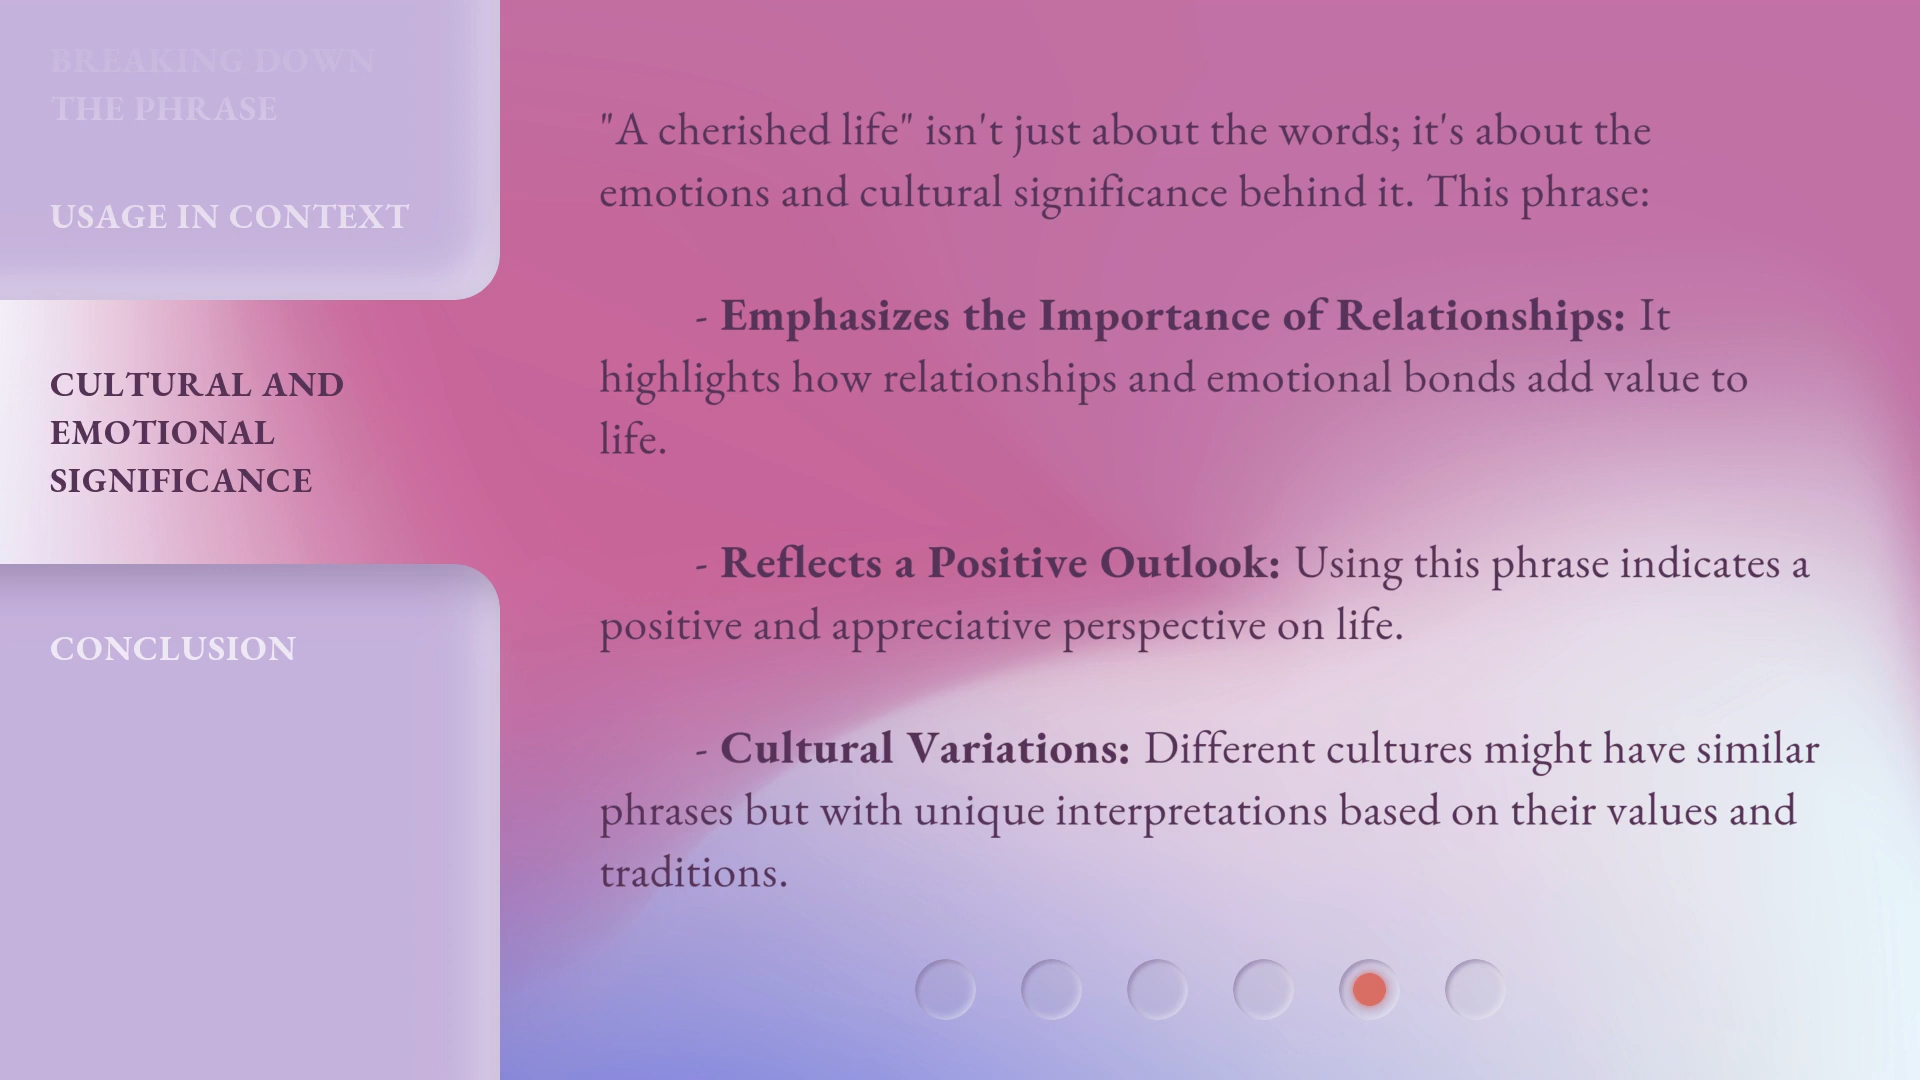 BREAKING DOWN
THE PHRASE
USAGE IN CONTEXT
CULTURAL AND
EMOTIONAL
SIGNIFICANCE
CONCLUSION
"A cherished life" isn't just about the words; it's about the
emotions and cultural significance behind it. This phrase:
- Emphasizes the Importance of Relationships: It
highlights how relationships and emotional bonds add value to
life.
- Reflects a Positive Outlook: Using this phrase indicates a
positive and appreciative perspective on life.
- Cultural Variations: Different cultures might have similar
phrases but with unique interpretations based on their values and
traditions.